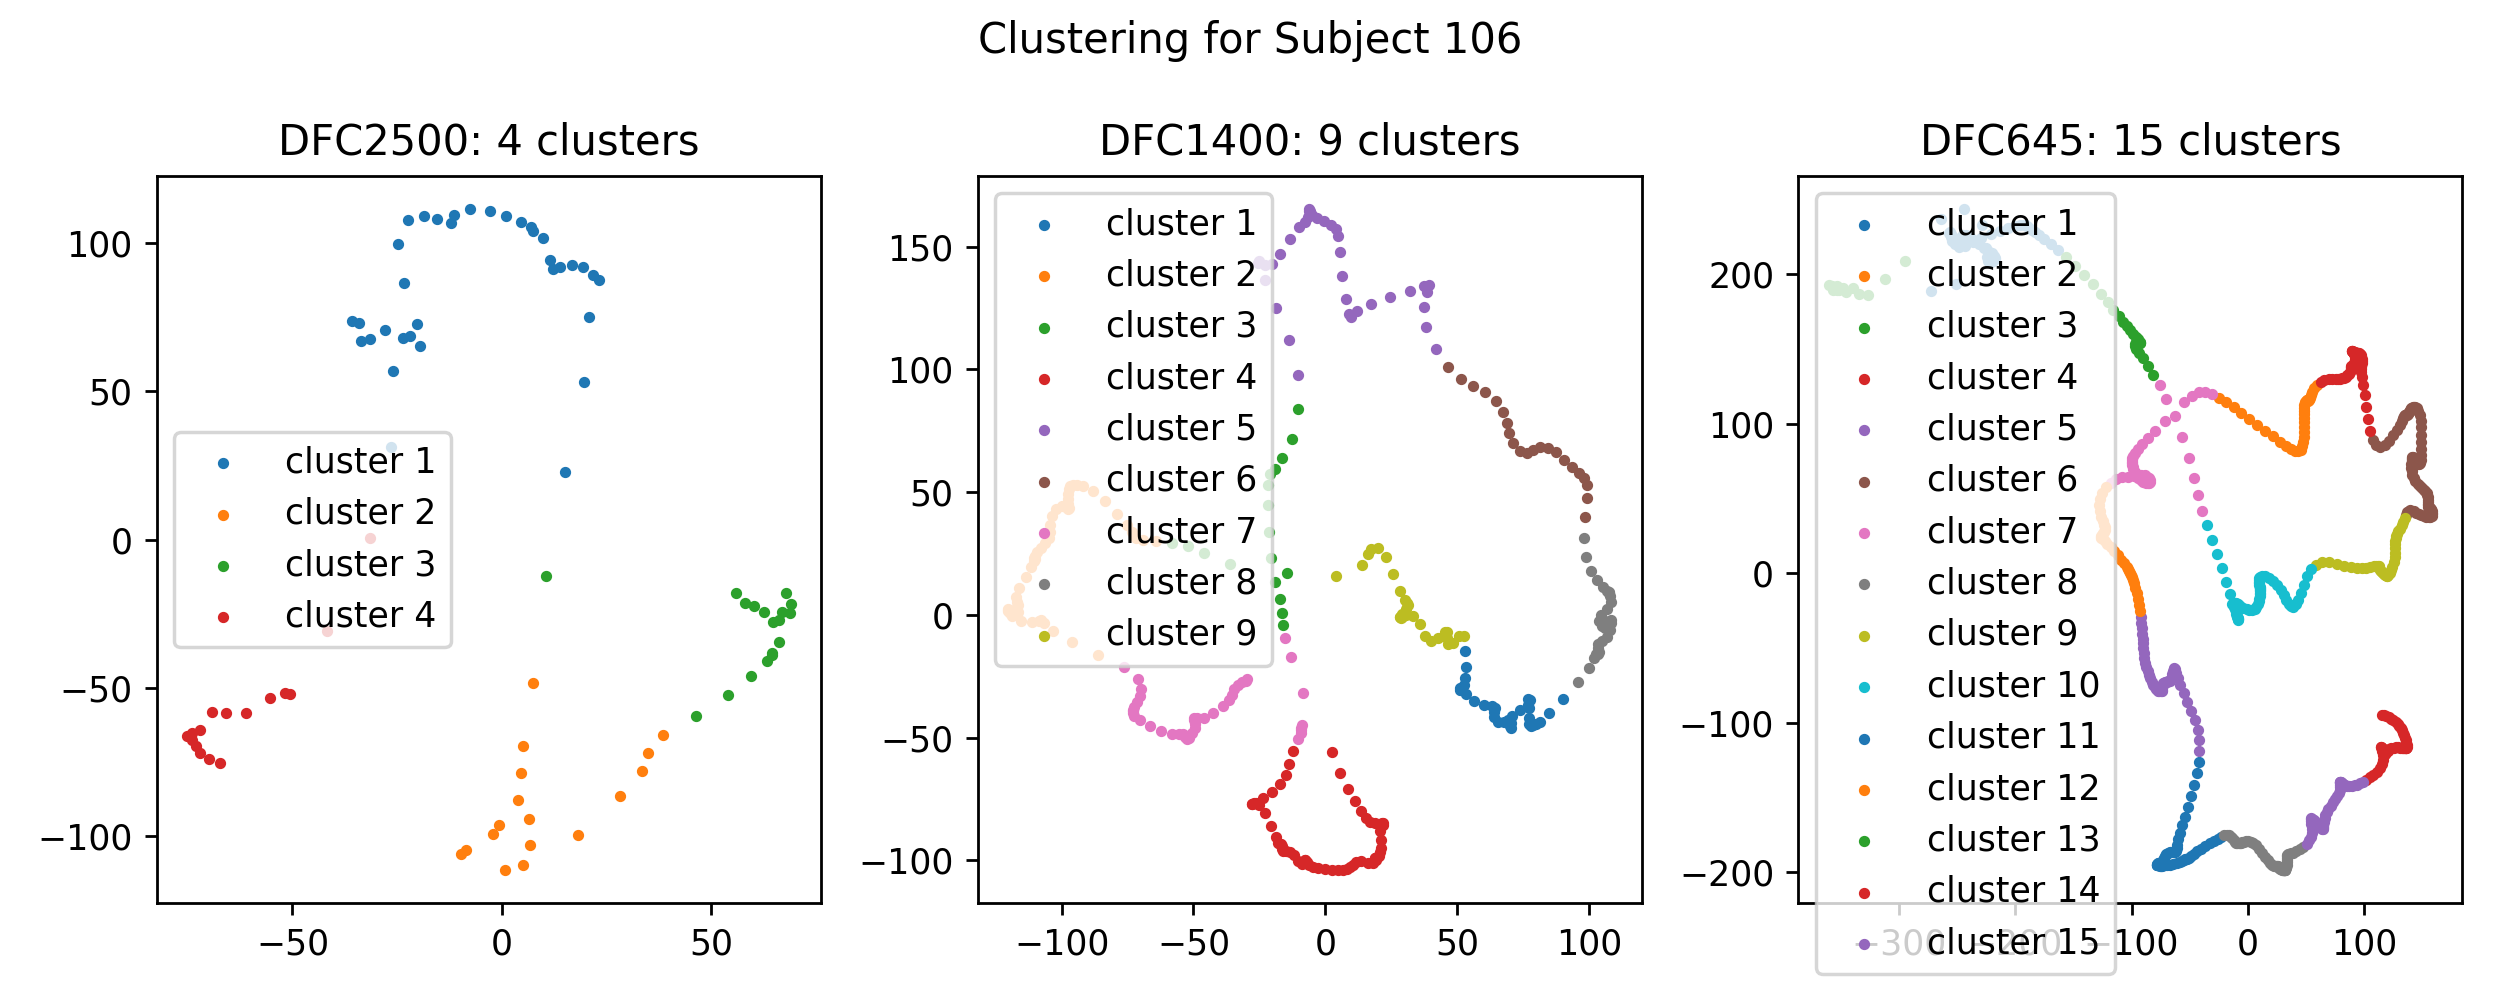 Clustering for Subject 106
DFC2500: 4 clusters
100
50
0
−50
−100
−50
0
50
cluster 1
cluster 2
cluster 3
cluster 4
DFC1400: 9 clusters
150
100
50
0
−50
−100
−100
−50
0
50
100
cluster 1
cluster 2
cluster 3
cluster 4
cluster 5
cluster 6
cluster 7
cluster 8
cluster 9
DFC645: 15 clusters
200
100
0
−100
−200
−300
−200
−100
0
100
cluster 1
cluster 2
cluster 3
cluster 4
cluster 5
cluster 6
cluster 7
cluster 8
cluster 9
cluster 10
cluster 11
cluster 12
cluster 13
cluster 14
cluster 15